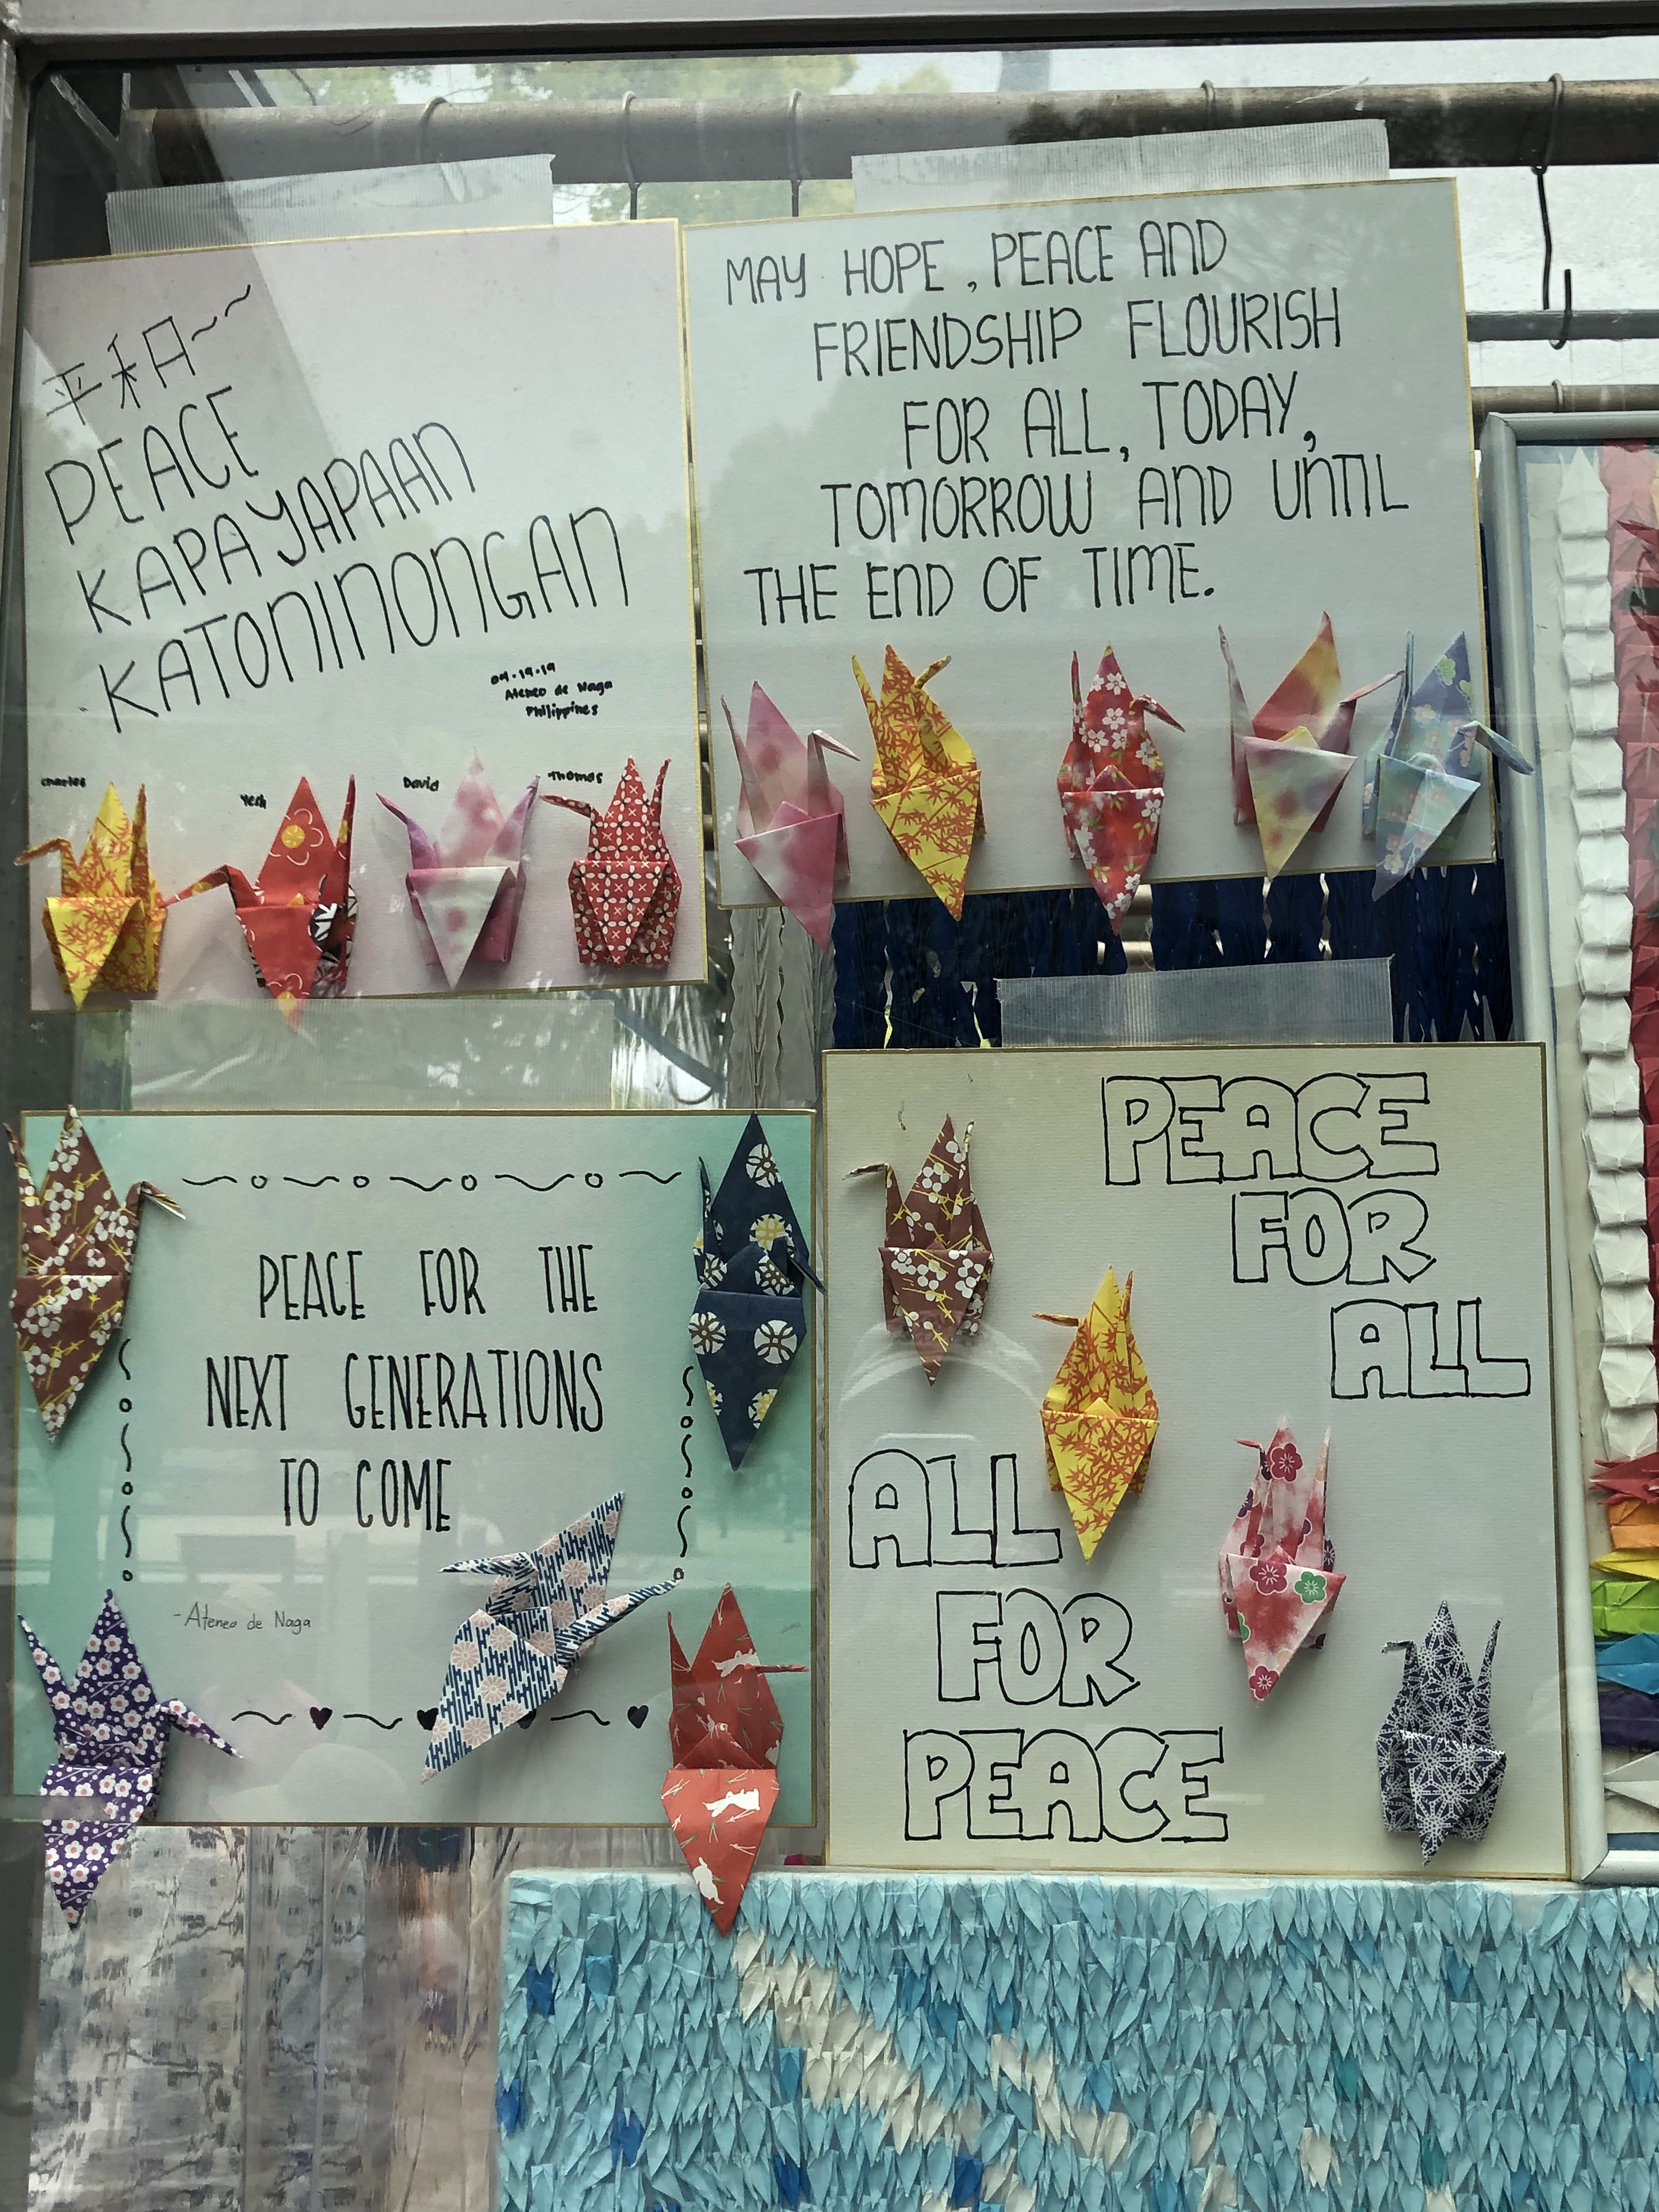 平和~~
PEACE
KAPAYAPAAN
KATONINONGAN
09.19.19
Ateneo de Naga
Philippines
Charles
Yesh
David
Thomas
MAY HOPE, PEACE AND
FRIENDSHIP FLOURISH
FOR ALL, TODAY,
TOMORROW AND UNTIL
THE END OF TIME.
PEACE FOR THE
NEXT GENERATIONS
TO COME
-Ateneo de Naga
PEACE
FOR
ALL
ALL
FOR
PEACE